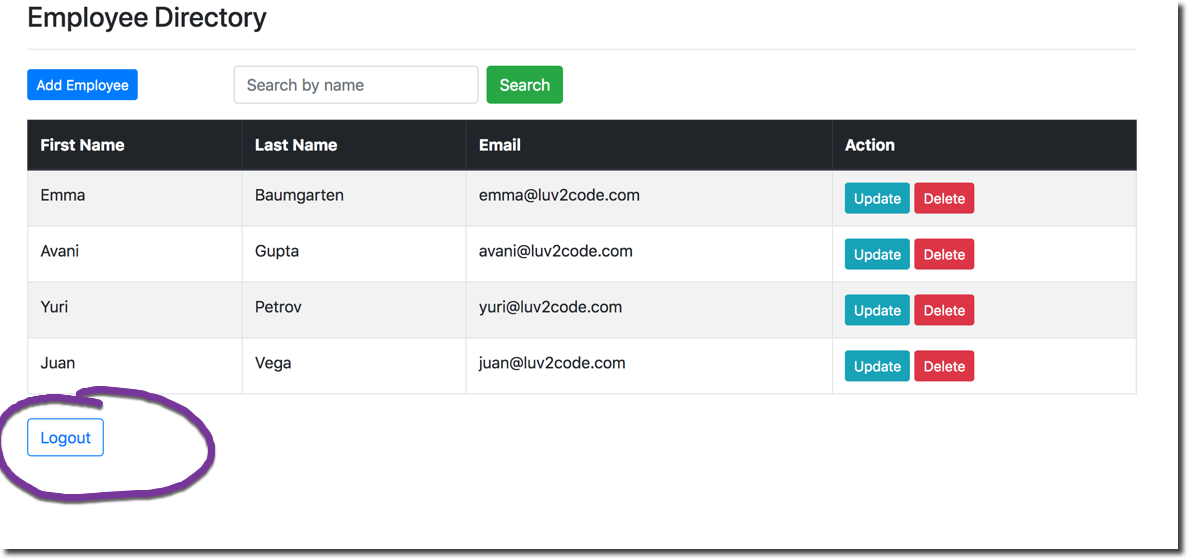 Employee Directory
Add Employee Search by name Search
First Name Last Name Email Action
Emma Baumgarten emma@luv2code.com Update Delete
Avani Gupta avani@luv2code.com Update Delete
Yuri Petrov yuri@luv2code.com Update Delete
Juan Vega juan@luv2code.com Update Delete
Logout